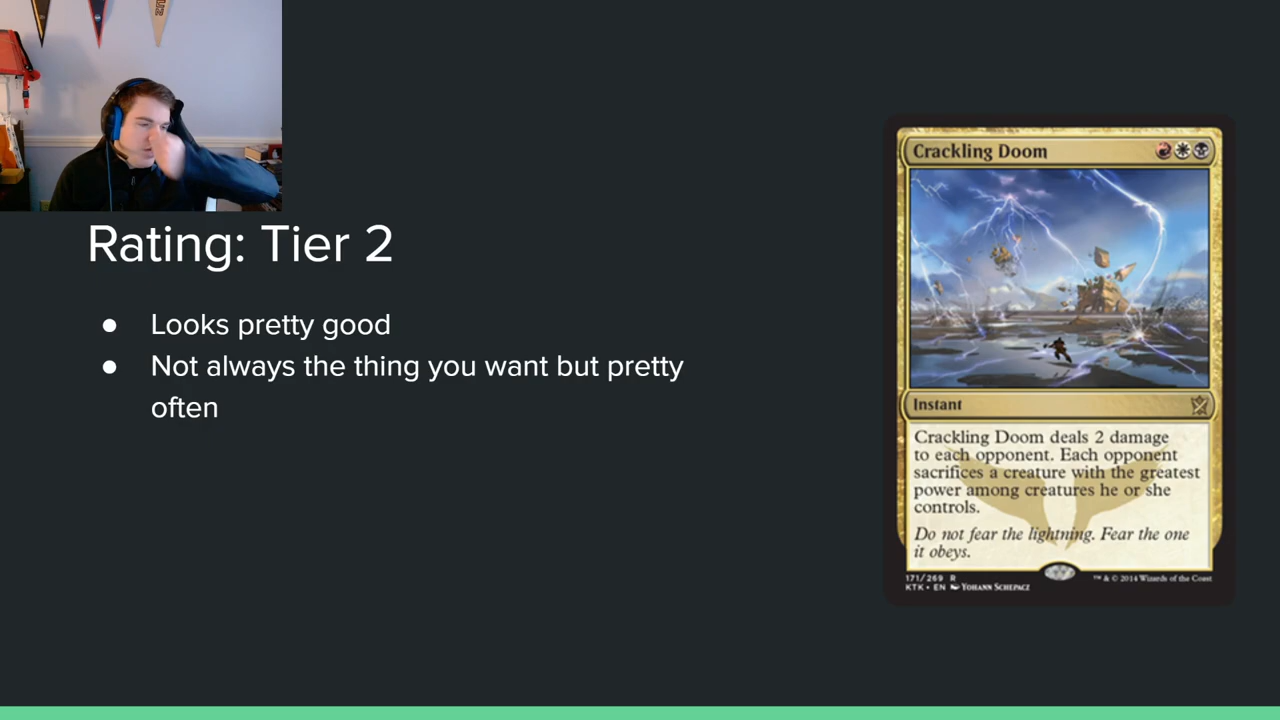 Rating: Tier 2
● Looks pretty good
● Not always the thing you want but pretty
often
Crackling Doom
Instant
Crackling Doom deals 2 damage
to each opponent. Each opponent
sacrifices a creature with the greatest
power among creatures he or she
controls.
Do not fear the lightning. Fear the one
it obeys.
171/269 R
KTK • EN YOHANN SCHEPACZ
™ & © 2014 Wizards of the Coast